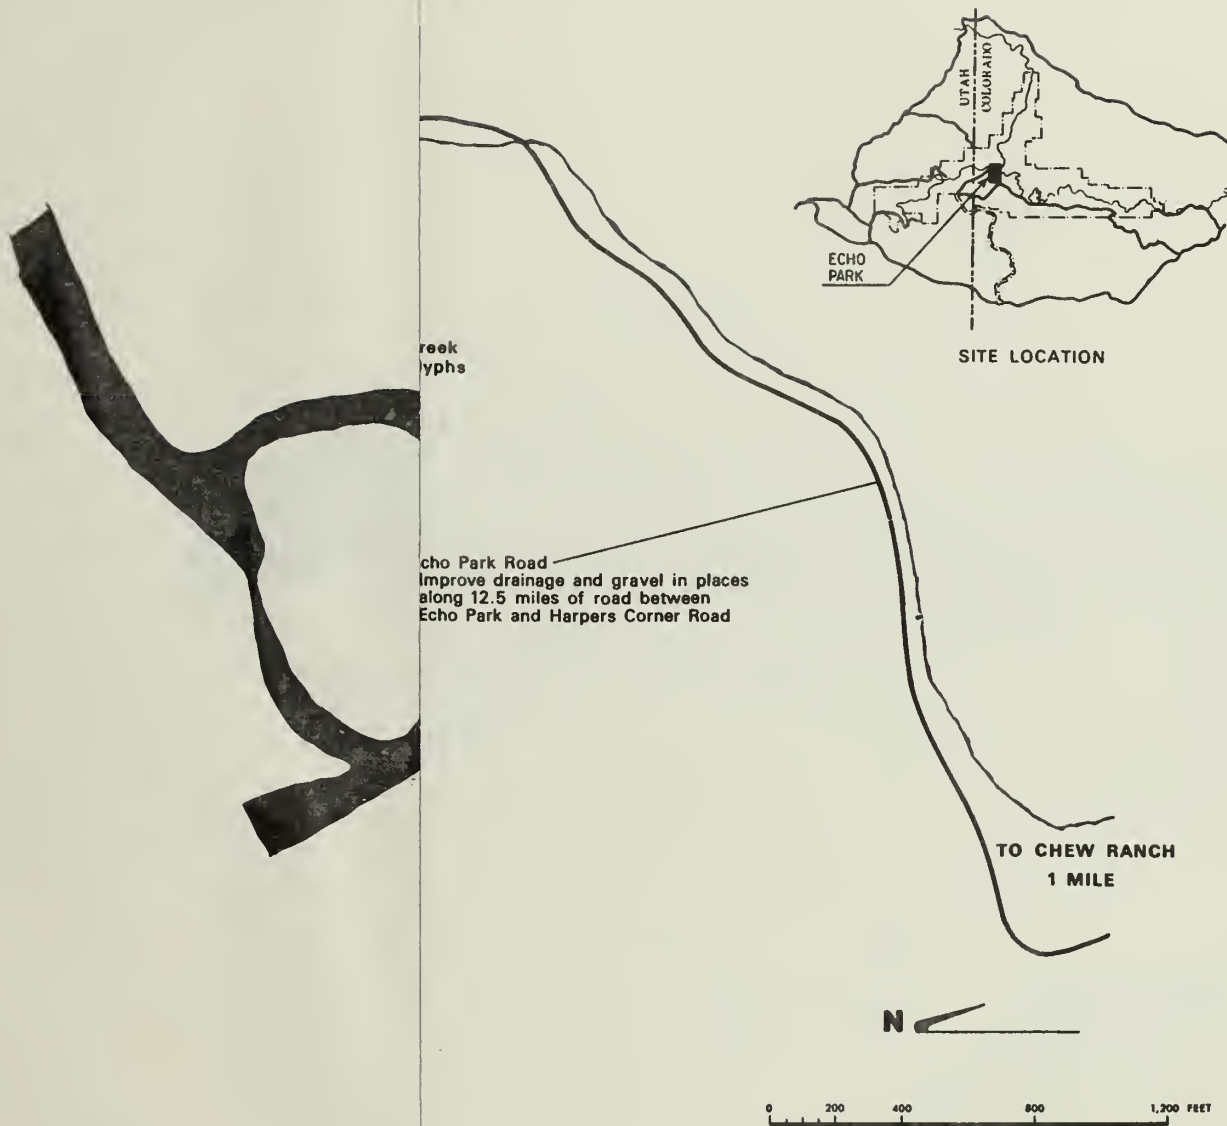 UTAH
COLORADO
ECHO
PARK
SITE LOCATION
reek
lyphs
cho Park Road
Improve drainage and gravel in places
along 12.5 miles of road between
Echo Park and Harpers Corner Road
TO CHEW RANCH
1 MILE
N
0 200 400 800 1,200 FEET